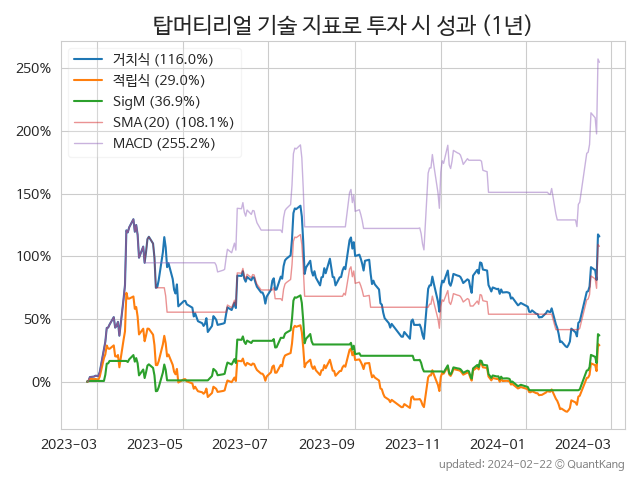 탑머티리얼 기술 지표로 투자 시 성과 (1년)
거치식 (116.0%)
적립식 (29.0%)
SigM (36.9%)
SMA(20) (108.1%)
MACD (255.2%)
250%
200%
150%
100%
50%
0%
2023-03 2023-05 2023-07 2023-09 2023-11 2024-01 2024-03
updated: 2024-02-22 © QuantKang